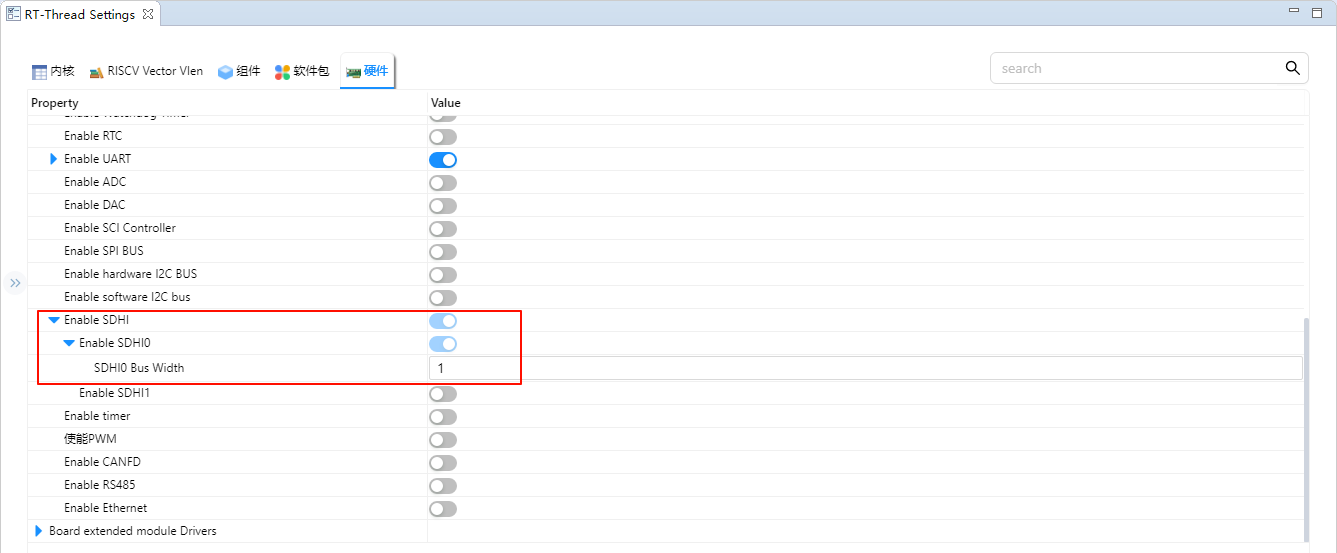 RT-Thread Settings
内核 RISCV Vector Vlen 组件 软件包 硬件 search
Property Value
Enable Watchdog Timer
Enable RTC
Enable UART
Enable ADC
Enable DAC
Enable SCI Controller
Enable SPI BUS
Enable hardware I2C BUS
Enable software I2C bus
Enable SDHI
Enable SDHI0
SDHI0 Bus Width 1
Enable SDHI1
Enable timer
使能PWM
Enable CANFD
Enable RS485
Enable Ethernet
Board extended module Drivers